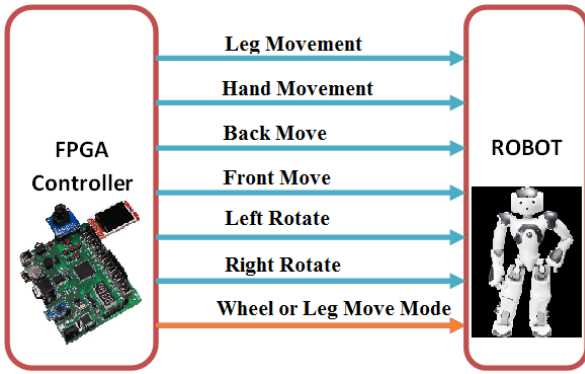 Leg Movement
Hand Movement
Back Move
Front Move
Left Rotate
Right Rotate
Wheel or Leg Move Mode
FPGA
Controller
ROBOT